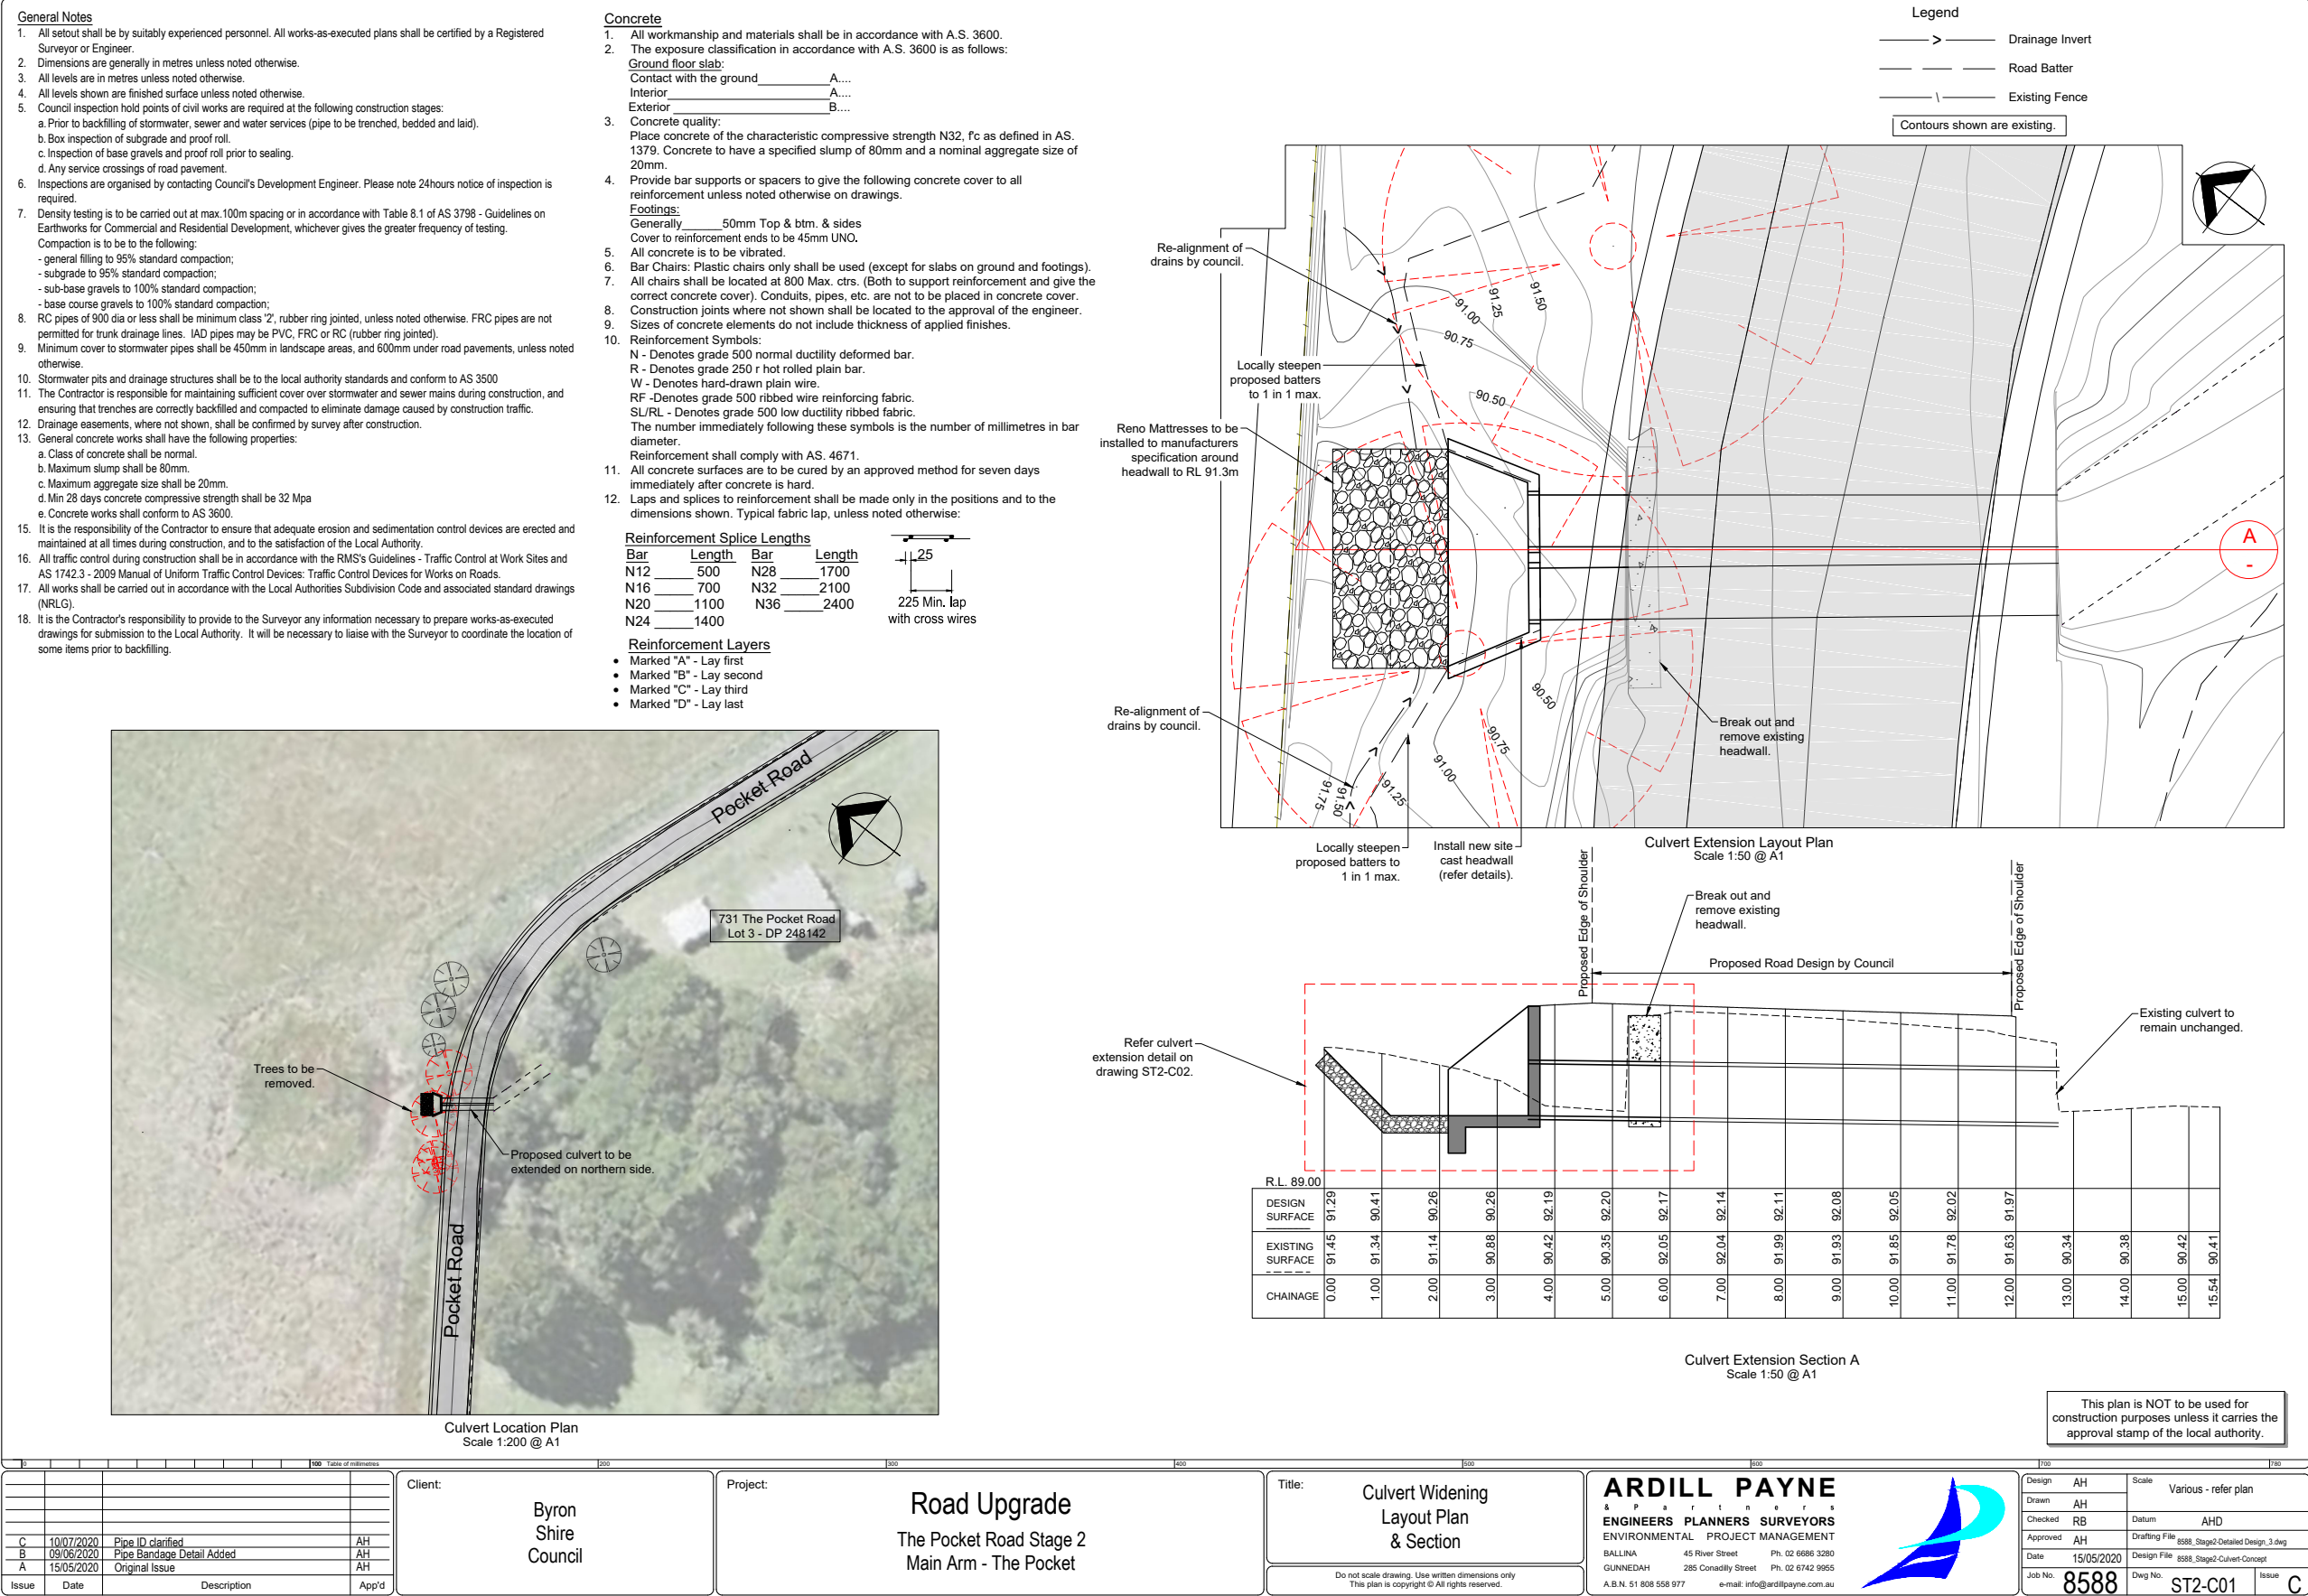 General Notes
1. All setout shall be by suitably experienced personnel. All works-as-executed plans shall be certified by a Registered
Surveyor or Engineer.
2. Dimensions are generally in metres unless noted otherwise.
3. All levels are in metres unless noted otherwise.
4. All levels shown are finished surface unless noted otherwise.
5. Council inspection hold points of civil works are required at the following construction stages:
a. Prior to backfilling of stormwater, sewer and water services (pipe to be trenched, bedded and laid).
b. Box inspection of subgrade and proof roll.
c. Inspection of base gravels and proof roll prior to sealing.
d. Any service crossings of road pavement.
6. Inspections are organised by contacting Council's Development Engineer. Please note 24hours notice of inspection is
required.
7. Density testing is to be carried out at max.100m spacing or in accordance with Table 8.1 of AS 3798 - Guidelines on
Earthworks for Commercial and Residential Development, whichever gives the greater frequency of testing.
Compaction is to be to the following:
- general filling to 95% standard compaction;
- subgrade to 95% standard compaction;
- sub-base gravels to 100% standard compaction;
- base course gravels to 100% standard compaction;
8. RC pipes of 900 dia or less shall be minimum class '2', rubber ring jointed, unless noted otherwise. FRC pipes are not
permitted for trunk drainage lines. IAD pipes may be PVC, FRC or RC (rubber ring jointed).
9. Minimum cover to stormwater pipes shall be 450mm in landscape areas, and 600mm under road pavements, unless noted
otherwise.
10. Stormwater pits and drainage structures shall be to the local authority standards and conform to AS 3500
11. The Contractor is responsible for maintaining sufficient cover over stormwater and sewer mains during construction, and
ensuring that trenches are correctly backfilled and compacted to eliminate damage caused by construction traffic.
12. Drainage easements, where not shown, shall be confirmed by survey after construction.
13. General concrete works shall have the following properties:
a. Class of concrete shall be normal.
b. Maximum slump shall be 80mm.
c. Maximum aggregate size shall be 20mm.
d. Min 28 days concrete compressive strength shall be 32 Mpa
e. Concrete works shall conform to AS 3600.
15. It is the responsibility of the Contractor to ensure that adequate erosion and sedimentation control devices are erected and
maintained at all times during construction, and to the satisfaction of the Local Authority.
16. All traffic control during construction shall be in accordance with the RMS's Guidelines - Traffic Control at Work Sites and
AS 1742.3 - 2009 Manual of Uniform Traffic Control Devices: Traffic Control Devices for Works on Roads.
17. All works shall be carried out in accordance with the Local Authorities Subdivision Code and associated standard drawings
(NRLG).
18. It is the Contractor's responsibility to provide to the Surveyor any information necessary to prepare works-as-executed
drawings for submission to the Local Authority. It will be necessary to liaise with the Surveyor to coordinate the location of
some items prior to backfilling.
Concrete
1. All workmanship and materials shall be in accordance with A.S. 3600.
2. The exposure classification in accordance with A.S. 3600 is as follows:
Ground floor slab:
Contact with the ground__________A....
Interior______________________A....
Exterior______________________B....
3. Concrete quality:
Place concrete of the characteristic compressive strength N32, f'c as defined in AS.
1379. Concrete to have a specified slump of 80mm and a nominal aggregate size of
20mm.
4. Provide bar supports or spacers to give the following concrete cover to all
reinforcement unless noted otherwise on drawings.
Footings:
Generally______50mm Top & btm. & sides
Cover to reinforcement ends to be 45mm UNO.
5. All concrete is to be vibrated.
6. Bar Chairs: Plastic chairs only shall be used (except for slabs on ground and footings).
7. All chairs shall be located at 800 Max. ctrs. (Both to support reinforcement and give the
correct concrete cover). Conduits, pipes, etc. are not to be placed in concrete cover.
8. Construction joints where not shown shall be located to the approval of the engineer.
9. Sizes of concrete elements do not include thickness of applied finishes.
10. Reinforcement Symbols:
N - Denotes grade 500 normal ductility deformed bar.
R - Denotes grade 250 r hot rolled plain bar.
W - Denotes hard-drawn plain wire.
RF -Denotes grade 500 ribbed wire reinforcing fabric.
SL/RL - Denotes grade 500 low ductility ribbed fabric.
The number immediately following these symbols is the number of millimetres in bar
diameter.
Reinforcement shall comply with AS. 4671.
11. All concrete surfaces are to be cured by an approved method for seven days
immediately after concrete is hard.
12. Laps and splices to reinforcement shall be made only in the positions and to the
dimensions shown. Typical fabric lap, unless noted otherwise:
Reinforcement Splice Lengths
Bar Length Bar Length
N12 _____ 500 N28 _____ 1700
N16 _____ 700 N32 _____ 2100
N20 _____ 1100 N36 _____ 2400
N24 _____ 1400
25
225 Min. lap
with cross wires
Reinforcement Layers
• Marked "A" - Lay first
• Marked "B" - Lay second
• Marked "C" - Lay third
• Marked "D" - Lay last
Legend
Drainage Invert
Road Batter
Existing Fence
Contours shown are existing.
Re-alignment of
drains by council.
Locally steepen
proposed batters
to 1 in 1 max.
Reno Mattresses to be
installed to manufacturers
specification around
headwall to RL 91.3m
Re-alignment of
drains by council.
Locally steepen
proposed batters to
1 in 1 max.
Install new site
cast headwall
(refer details).
Break out and
remove existing
headwall.
91.00
91.25
91.50
90.75
90.50
90.50
90.75
91.00
91.25
91.50
91.75
A
-
A
Culvert Extension Layout Plan
Scale 1:50 @ A1
Pocket Road
731 The Pocket Road
Lot 3 - DP 248142
Trees to be
removed.
Proposed culvert to be
extended on northern side.
Pocket Road
Culvert Location Plan
Scale 1:200 @ A1
Proposed Edge of Shoulder
Break out and
remove existing
headwall.
Proposed Road Design by Council
Proposed Edge of Shoulder
Existing culvert to
remain unchanged.
Refer culvert
extension detail on
drawing ST2-C02.
R.L. 89.00
DESIGN SURFACE 91.29 90.41 90.26 90.26 92.19 92.20 92.17 92.14 92.11 92.08 92.05 92.02 91.97
EXISTING SURFACE 91.45 91.34 91.14 90.88 90.42 90.35 92.05 92.04 91.99 91.93 91.85 91.78 91.63 90.34 90.38 90.42 90.41
CHAINAGE 0.00 1.00 2.00 3.00 4.00 5.00 6.00 7.00 8.00 9.00 10.00 11.00 12.00 13.00 14.00 15.00 15.54
Culvert Extension Section A
Scale 1:50 @ A1
This plan is NOT to be used for
construction purposes unless it carries the
approval stamp of the local authority.
0 100 Table of millimetres 200 300 400 500 600 700 780
C 10/07/2020 Pipe ID clarified AH
B 09/06/2020 Pipe Bandage Detail Added AH
A 15/05/2020 Original Issue AH
Issue Date Description App'd
Client:
Byron
Shire
Council
Project:
Road Upgrade
The Pocket Road Stage 2
Main Arm - The Pocket
Title:
Culvert Widening
Layout Plan
& Section
Do not scale drawing. Use written dimensions only
This plan is copyright © All rights reserved.
ARDILL PAYNE
& Partners
ENGINEERS PLANNERS SURVEYORS
ENVIRONMENTAL PROJECT MANAGEMENT
BALLINA 45 River Street Ph. 02 6686 3280
GUNNEDAH 285 Conadilly Street Ph. 02 6742 9955
A.B.N. 51 808 558 977 e-mail: info@ardillpayne.com.au
Design AH Scale Various - refer plan
Drawn AH
Checked RB Datum AHD
Approved AH Drafting File 8588_Stage2-Detailed Design_3.dwg
Date 15/05/2020 Design File 8588_Stage2-Culvert-Concept
Job No. 8588 Dwg No. ST2-C01 Issue C